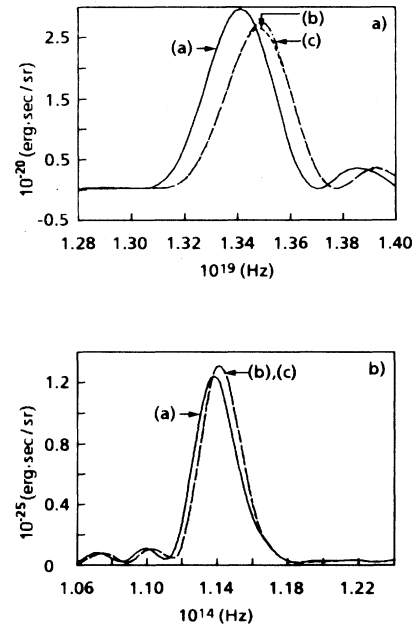 a)
2.5
1.5
0.5
-0.5
10⁻²⁰ (erg·sec / sr)
(a)
(b)
(c)
1.28 1.30 1.32 1.34 1.36 1.38 1.40
10¹⁹ (Hz)
b)
1.2
0.8
0.4
0
10⁻²⁵ (erg·sec / sr)
(a)
(b),(c)
1.06 1.10 1.14 1.18 1.22
10¹⁴ (Hz)